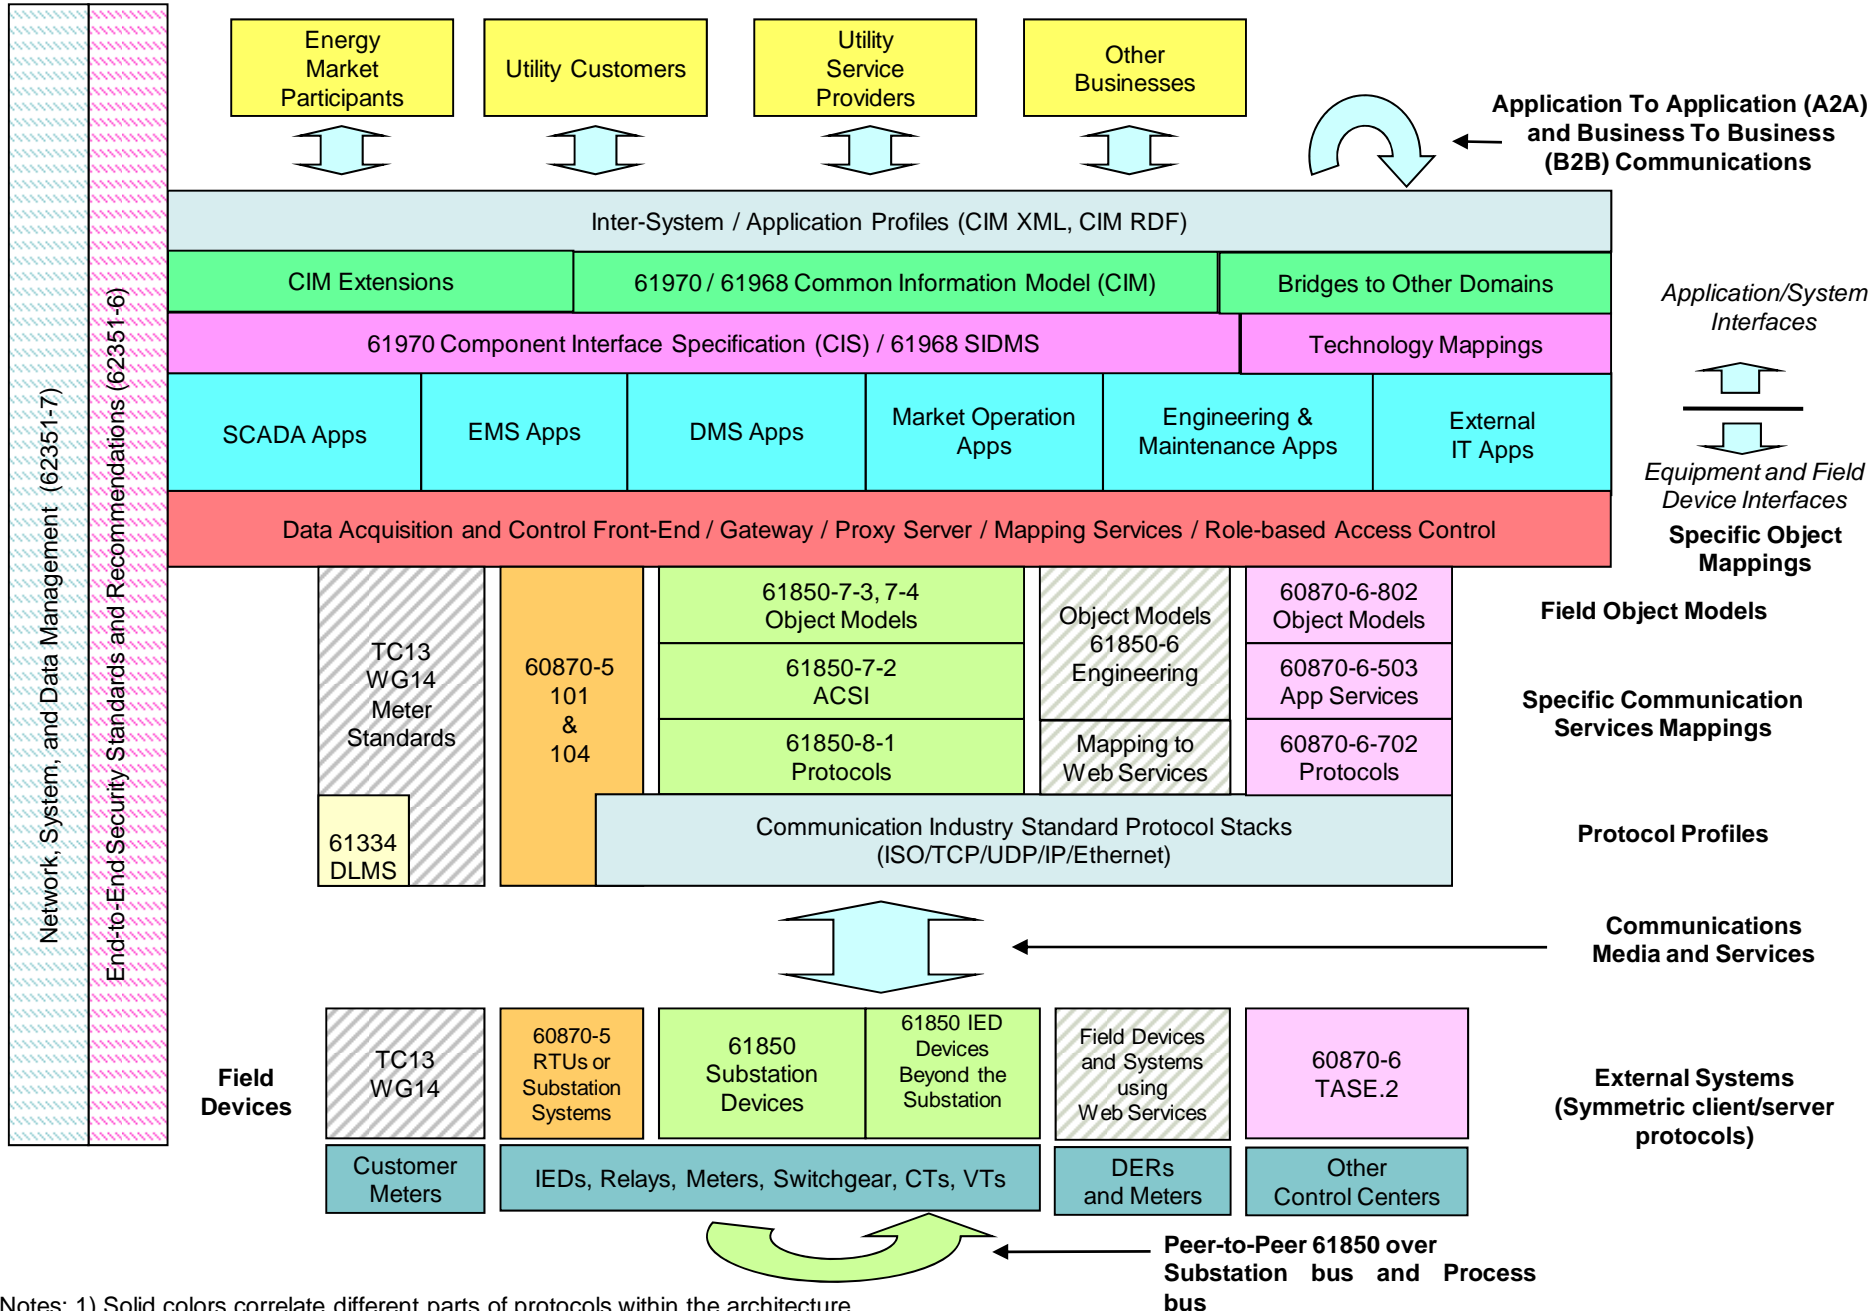 Energy
Market
Participants
Utility Customers
Utility
Service
Providers
Other
Businesses
Application To Application (A2A)
and Business To Business
(B2B) Communications
Inter-System / Application Profiles (CIM XML, CIM RDF)
CIM Extensions
61970 / 61968 Common Information Model (CIM)
Bridges to Other Domains
Application/System
Interfaces
61970 Component Interface Specification (CIS) / 61968 SIDMS
Technology Mappings
SCADA Apps
EMS Apps
DMS Apps
Market Operation
Apps
Engineering &
Maintenance Apps
External
IT Apps
Equipment and Field
Device Interfaces
Data Acquisition and Control Front-End / Gateway / Proxy Server / Mapping Services / Role-based Access Control
Specific Object
Mappings
Network, System, and Data Management (62351-7)
End-to-End Security Standards and Recommendations (62351-6)
TC13
WG14
Meter
Standards
61334
DLMS
60870-5
101
&
104
61850-7-3, 7-4
Object Models
61850-7-2
ACSI
61850-8-1
Protocols
Object Models
61850-6
Engineering
Mapping to
Web Services
60870-6-802
Object Models
60870-6-503
App Services
60870-6-702
Protocols
Field Object Models
Specific Communication
Services Mappings
Communication Industry Standard Protocol Stacks
(ISO/TCP/UDP/IP/Ethernet)
Protocol Profiles
Communications
Media and Services
Field
Devices
TC13
WG14
60870-5
RTUs or
Substation
Systems
61850
Substation
Devices
61850 IED
Devices
Beyond the
Substation
Field Devices
and Systems
using
Web Services
60870-6
TASE.2
External Systems
(Symmetric client/server
protocols)
Customer
Meters
IEDs, Relays, Meters, Switchgear, CTs, VTs
DERs
and Meters
Other
Control Centers
Peer-to-Peer 61850 over
Substation bus and Process
bus
Notes: 1) Solid colors correlate different parts of protocols within the architecture